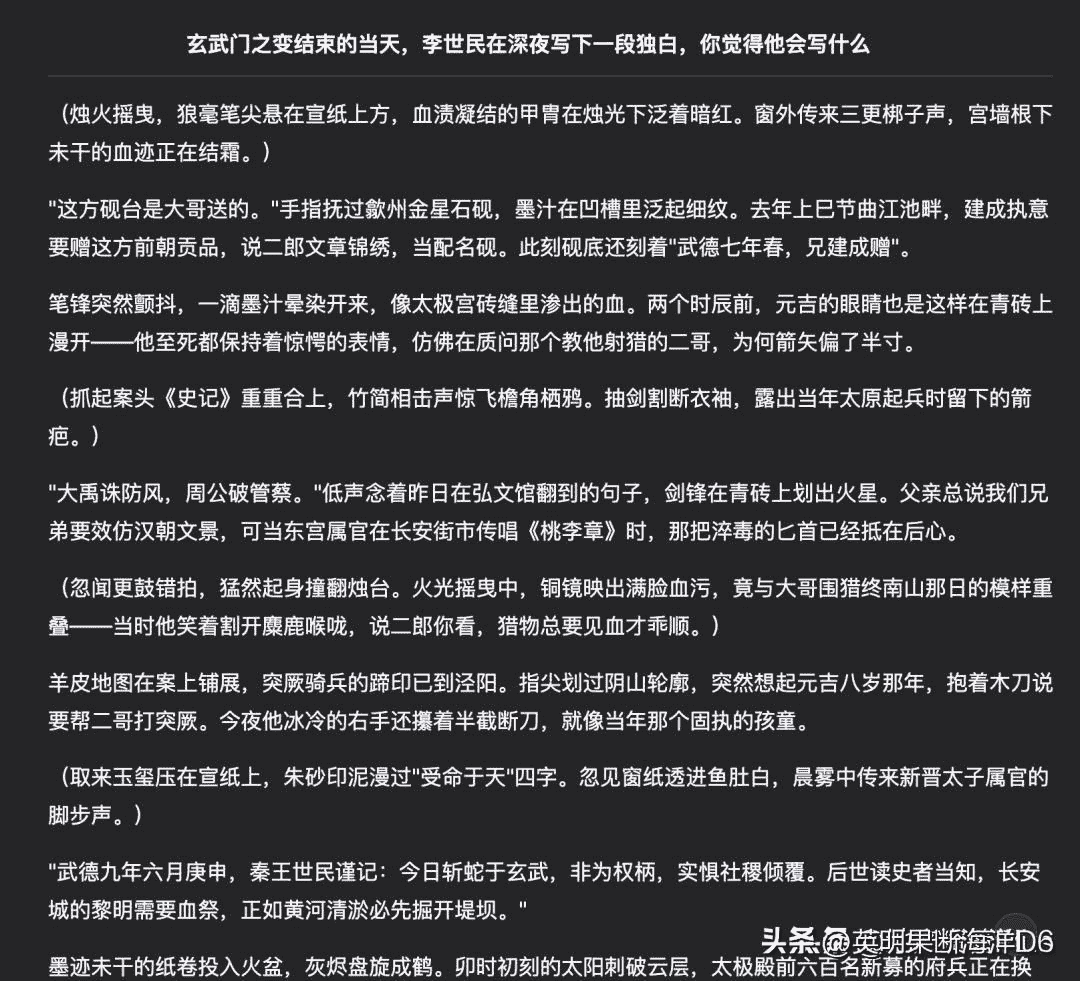 玄武门之变结束的当天，李世民在深夜写下一段独白，你觉得他会写什么
（烛火摇曳，狼毫笔尖悬在宣纸上方，血渍凝结的甲胄在烛光下泛着暗红。窗外传来三更梆子声，宫墙根下
未干的血迹正在结霜。）
"这方砚台是大哥送的。"手指抚过歙州金星石砚，墨汁在凹槽里泛起细纹。去年上巳节曲江池畔，建成执意
要赠这方前朝贡品，说二郎文章锦绣，当配名砚。此刻砚底还刻着"武德七年春，兄建成赠"。
笔锋突然颤抖，一滴墨汁晕染开来，像太极宫砖缝里渗出的血。两个时辰前，元吉的眼睛也是这样在青砖上
漫开——他至死都保持着惊愕的表情，仿佛在质问那个教他射猎的二哥，为何箭矢偏了半寸。
（抓起案头《史记》重重合上，竹简相击声惊飞檐角栖鸦。抽剑割断衣袖，露出当年太原起兵时留下的箭
疤。）
"大禹诛防风，周公破管蔡。"低声念着昨日在弘文馆翻到的句子，剑锋在青砖上划出火星。父亲总说我们兄
弟要效仿汉朝文景，可当东宫属官在长安街市传唱《桃李章》时，那把淬毒的匕首已经抵在后心。
（忽闻更鼓错拍，猛然起身撞翻烛台。火光摇曳中，铜镜映出满脸血污，竟与大哥围猎终南山那日的模样重
叠——当时他笑着割开麋鹿喉咙，说二郎你看，猎物总要见血才乖顺。）
羊皮地图在案上铺展，突厥骑兵的蹄印已到泾阳。指尖划过阴山轮廓，突然想起元吉八岁那年，抱着木刀说
要帮二哥打突厥。今夜他冰冷的右手还攥着半截断刀，就像当年那个固执的孩童。
（取来玉玺压在宣纸上，朱砂印泥漫过"受命于天"四字。忽见窗纸透进鱼肚白，晨雾中传来新晋太子属官的
脚步声。）
"武德九年六月庚申，秦王世民谨记：今日斩蛇于玄武，非为权柄，实惧社稷倾覆。后世读史者当知，长安
城的黎明需要血祭，正如黄河清淤必先掘开堤坝。"
头条@英明果断海洋ID6
墨迹未干的纸卷投入火盆，灰烬盘旋成鹤。卯时初刻的太阳刺破云层，太极殿前六百名新募的府兵正在换